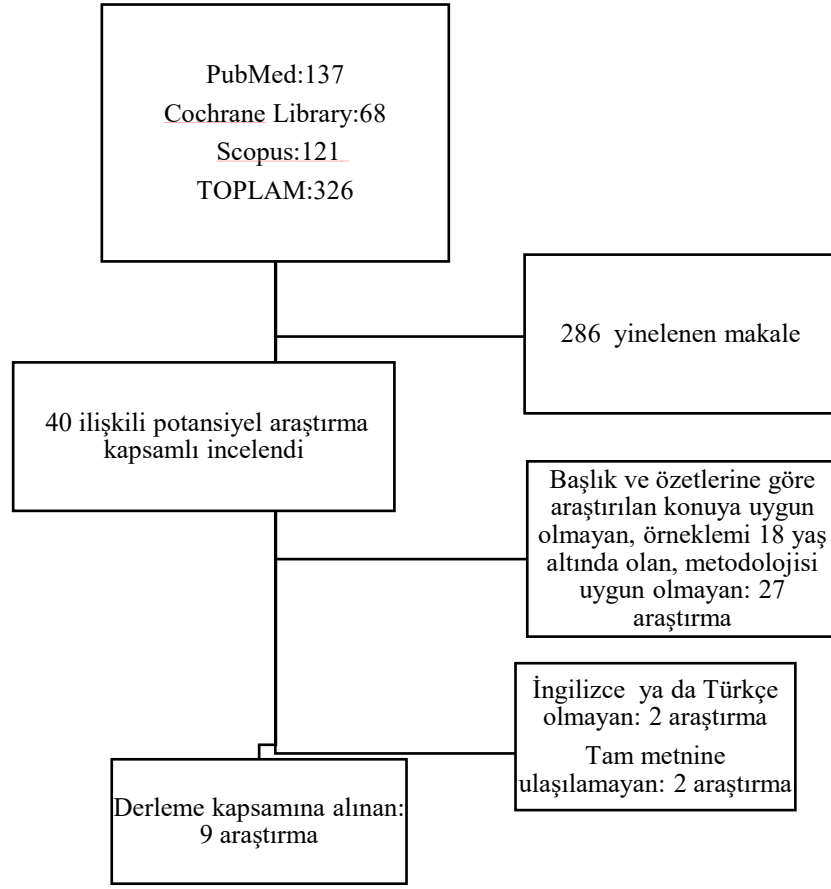 PubMed:137
Cochrane Library:68
Scopus:121
TOPLAM:326
286  yinelenen makale
40 ilişkili potansiyel araştırma
kapsamlı incelendi
Başlık ve özetlerine göre
araştırılan konuya uygun
olmayan, örneklemi 18 yaş
altında olan, metodolojisi
uygun olmayan: 27
araştırma
İngilizce  ya da Türkçe
olmayan: 2 araştırma
Tam metnine
ulaşılamayan: 2 araştırma
Derleme kapsamına alınan:
9 araştırma